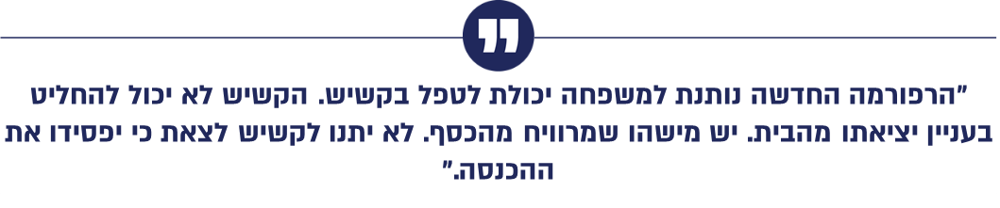 "הרפורמה החדשה נותנת למשפחה יכולת לטפל בקשיש. הקשיש לא יכול להחליט
בעניין יציאתו מהבית. יש מישהו שמרוויח מהכסף. לא יתנו לקשיש לצאת כי יפסידו את
ההכנסה."